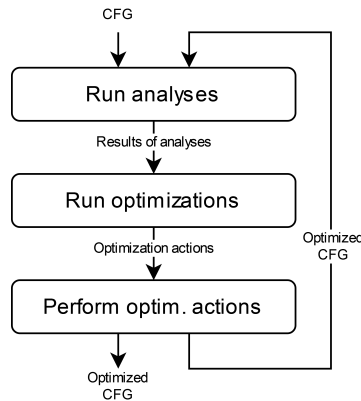 CFG
Run analyses
Results of analyses
Run optimizations
Optimization actions
Optimized
CFG
Perform optim. actions
Optimized
CFG